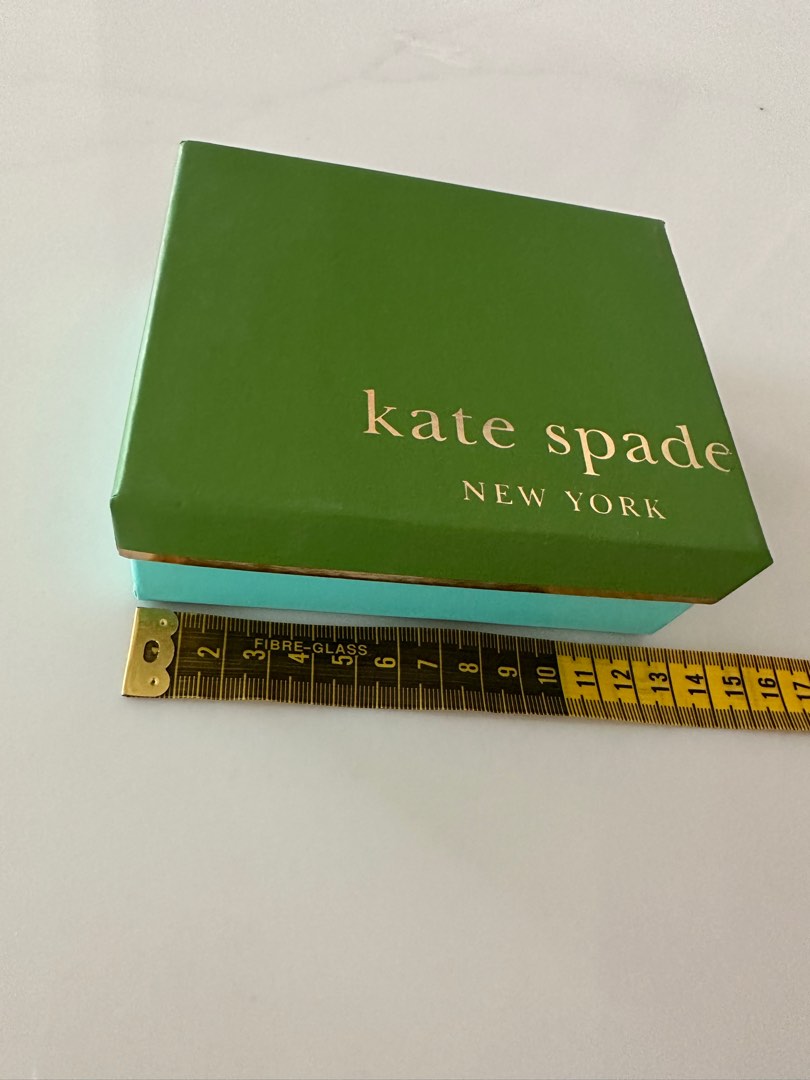 kate spade
NEW YORK
FIBRE-GLASS
2 3 4 5 6 7 8 9 10 11 12 13 14 15 16 17